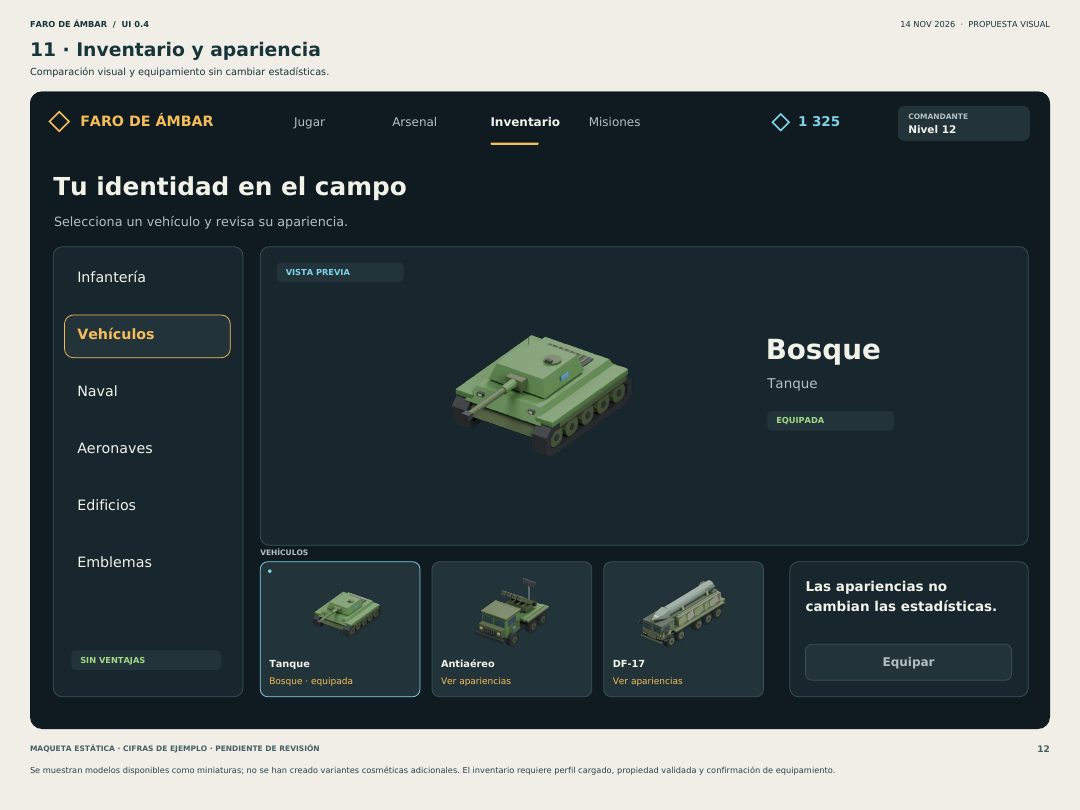 FARO DE ÁMBAR / UI 0.4
14 NOV 2026 · PROPUESTA VISUAL
11 · Inventario y apariencia
Comparación visual y equipamiento sin cambiar estadísticas.
FARO DE ÁMBAR
Jugar
Arsenal
Inventario
Misiones
1 325
COMANDANTE
Nivel 12
Tu identidad en el campo
Selecciona un vehículo y revisa su apariencia.
Infantería
Vehículos
Naval
Aeronaves
Edificios
Emblemas
SIN VENTAJAS
VISTA PREVIA
Bosque
Tanque
EQUIPADA
VEHÍCULOS
Tanque
Bosque · equipada
Antiaéreo
Ver apariencias
DF-17
Ver apariencias
Las apariencias no
cambian las estadísticas.
Equipar
MAQUETA ESTÁTICA · CIFRAS DE EJEMPLO · PENDIENTE DE REVISIÓN
12
Se muestran modelos disponibles como miniaturas; no se han creado variantes cosméticas adicionales. El inventario requiere perfil cargado, propiedad validada y confirmación de equipamiento.